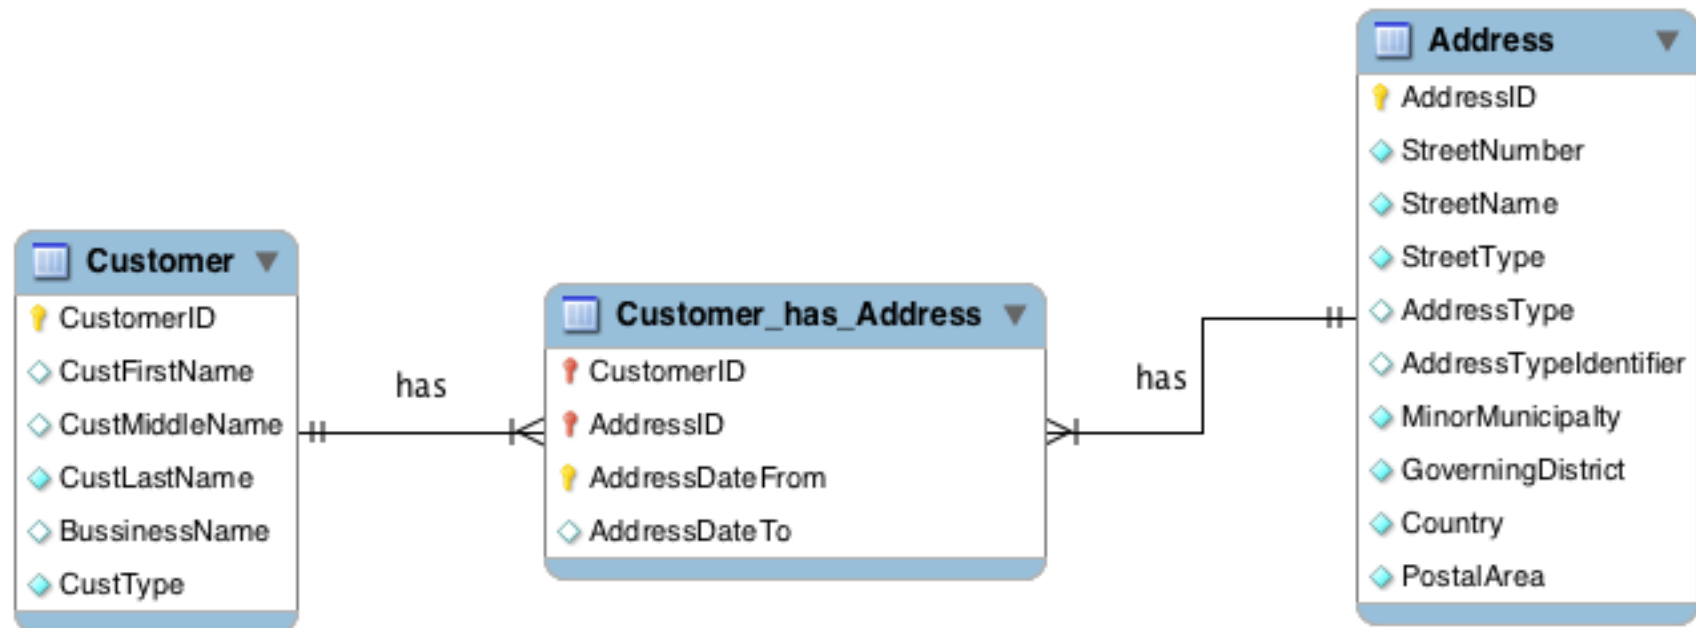 Customer
CustomerID
CustFirstName
CustMiddleName
CustLastName
BussinessName
CustType
has
Customer_has_Address
CustomerID
AddressID
AddressDateFrom
AddressDateTo
has
Address
AddressID
StreetNumber
StreetName
StreetType
AddressType
AddressTypeIdentifier
MinorMunicipalty
GoverningDistrict
Country
PostalArea